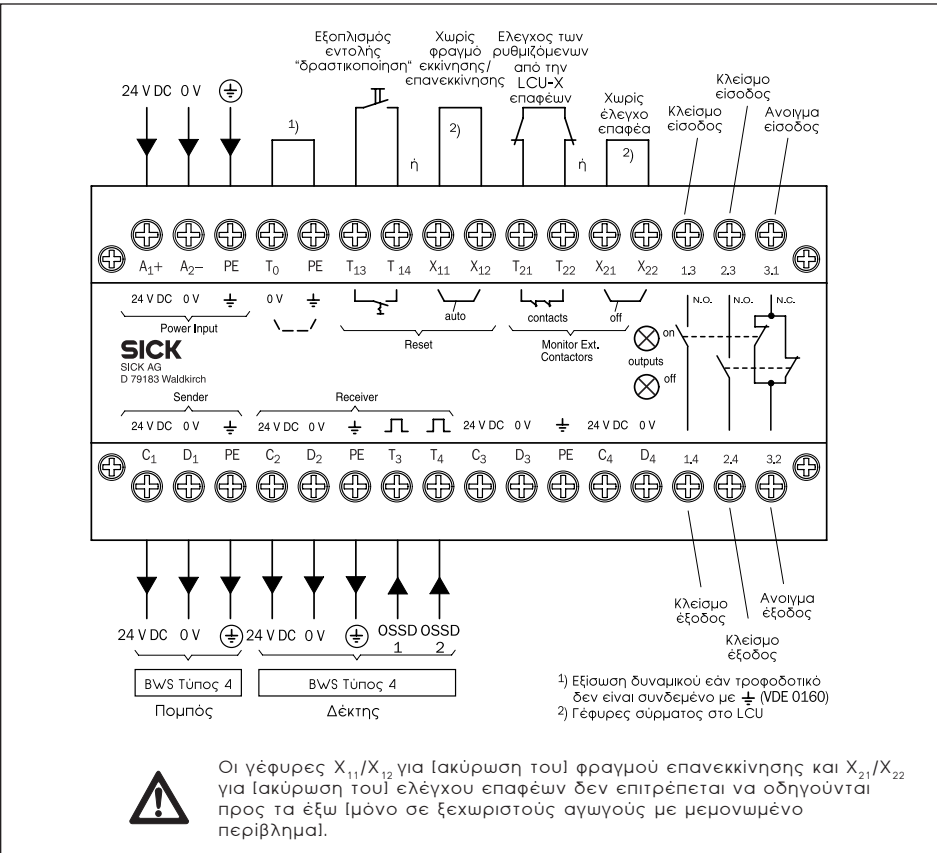 Εξοπλισμός
εντολής
"δραστικοποίηση"
Χωρίς
φραγμό
εκκίνησης/
επανεκκίνησης
Ελεγχος των
ρυθμιζόμενων
από την
LCU-X
επαφέων
Χωρίς
έλεγχο
επαφέα
Κλείσμο
είσοδος
Κλείσμο
είσοδος
Ανοιγμα
είσοδος
24 V DC 0 V
1)
ή
2)
ή
2)
A1+ A2– PE T0 PE T13 T14 X11 X12 T21 T22 X21 X22 1.3 2.3 3.1
24 V DC 0 V
Power Input
0 V
auto
Reset
contacts
off
Monitor Ext.
Contactors
on
outputs
off
N.O. N.O. N.C.
SICK
SICK AG
D 79183 Waldkirch
Sender
Receiver
24 V DC 0 V 24 V DC 0 V 24 V DC 0 V 24 V DC 0 V
C1 D1 PE C2 D2 PE T3 T4 C3 D3 PE C4 D4 1.4 2.4 3.2
24 V DC 0 V 24 V DC 0 V OSSD 1 OSSD 2
BWS Τύπος 4
Πομπός
BWS Τύπος 4
Δέκτης
Κλείσμο
έξοδος
Κλείσμο
έξοδος
Ανοιγμα
έξοδος
1) Εξίσωση δυναμικού εάν τροφοδοτικό
δεν είναι συνδεμένο με ⏚ (VDE 0160)
2) Γέφυρες σύρματος στο LCU
Οι γέφυρες X11/X12 για [ακύρωση του] φραγμού επανεκκίνησης και X21/X22
για [ακύρωση του] ελέγχου επαφέων δεν επιτρέπεται να οδηγούνται
προς τα έξω [μόνο σε ξεχωριστούς αγωγούς με μεμονωμένο
περίβλημα].